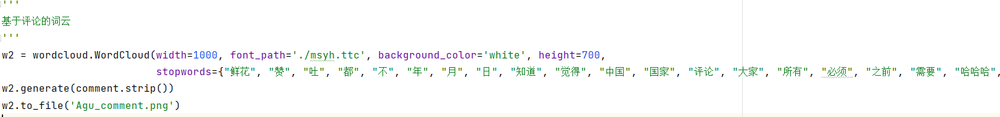 '''
基于评论的词云
'''
w2 = wordcloud.WordCloud(width=1000, font_path='./msyh.ttc', background_color='white', height=700,
stopwords={"鲜花", "赞", "吐", "都", "不", "年", "月", "日", "知道", "觉得", "中国", "国家", "评论", "大家", "所有", "必须", "之前", "需要", "哈哈哈",
w2.generate(comment.strip())
w2.to_file('Agu_comment.png')